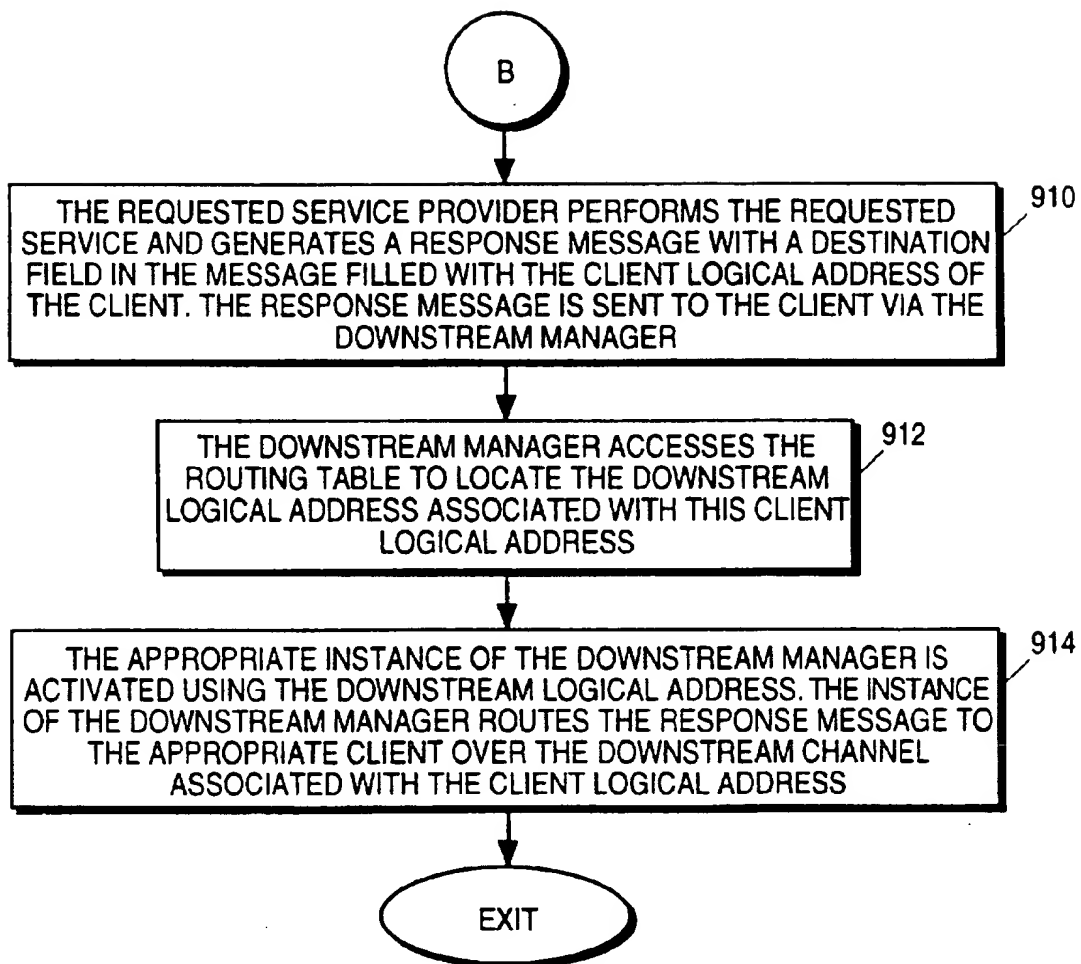 B
THE REQUESTED SERVICE PROVIDER PERFORMS THE REQUESTED
SERVICE AND GENERATES A RESPONSE MESSAGE WITH A DESTINATION
FIELD IN THE MESSAGE FILLED WITH THE CLIENT LOGICAL ADDRESS OF
THE CLIENT. THE RESPONSE MESSAGE IS SENT TO THE CLIENT VIA THE
DOWNSTREAM MANAGER
910
THE DOWNSTREAM MANAGER ACCESSES THE
ROUTING TABLE TO LOCATE THE DOWNSTREAM
LOGICAL ADDRESS ASSOCIATED WITH THIS CLIENT
LOGICAL ADDRESS
912
THE APPROPRIATE INSTANCE OF THE DOWNSTREAM MANAGER IS
ACTIVATED USING THE DOWNSTREAM LOGICAL ADDRESS. THE INSTANCE
OF THE DOWNSTREAM MANAGER ROUTES THE RESPONSE MESSAGE TO
THE APPROPRIATE CLIENT OVER THE DOWNSTREAM CHANNEL
ASSOCIATED WITH THE CLIENT LOGICAL ADDRESS
914
EXIT